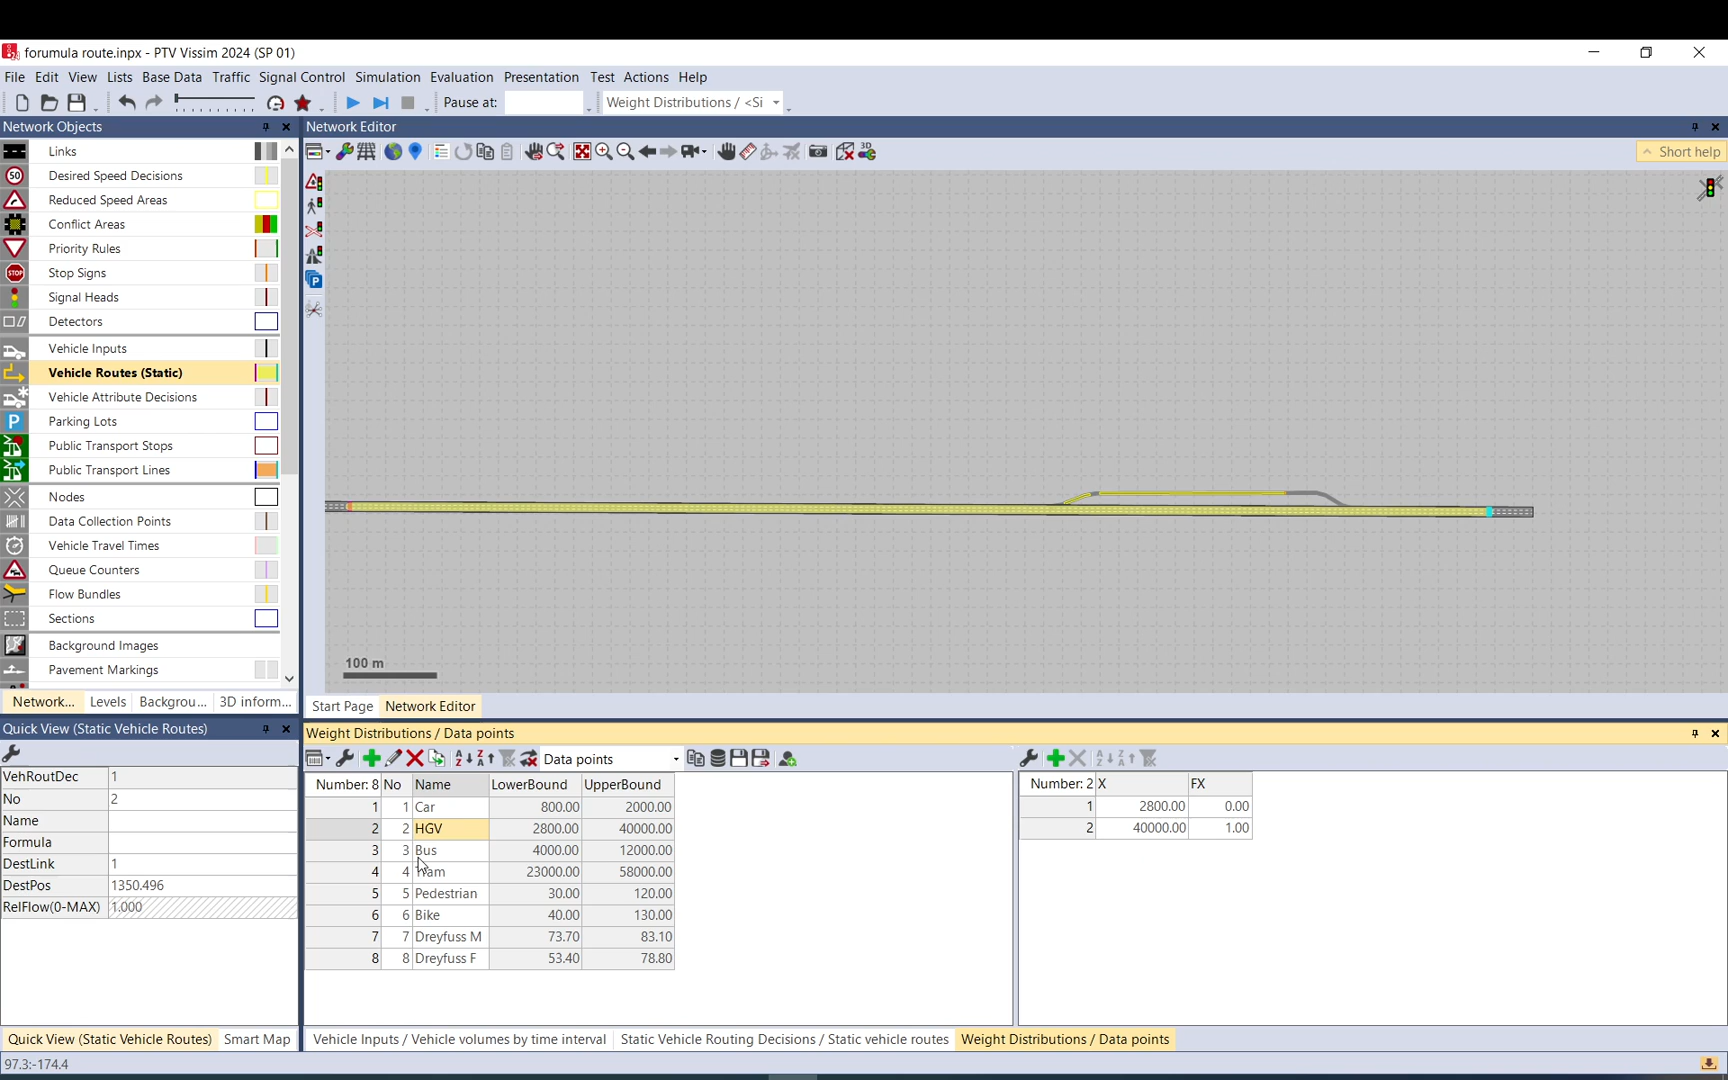 forumula route.inpx - PTV Vissim 2024 (SP 01)
File Edit View Lists Base Data Traffic Signal Control Simulation Evaluation Presentation Test Actions Help
Pause at: Weight Distributions / <Si
Network Objects
Network Editor
Links
Short help
50 Desired Speed Decisions
Reduced Speed Areas
Conflict Areas
Priority Rules
STOP Stop Signs
Signal Heads
Detectors
Vehicle Inputs
Vehicle Routes (Static)
Vehicle Attribute Decisions
P Parking Lots
Public Transport Stops
Public Transport Lines
Nodes
Data Collection Points
Vehicle Travel Times
Queue Counters
Flow Bundles
Sections
Background Images
Pavement Markings
3D
P
100 m
Network... Levels Backgrou... 3D inform...
Start Page Network Editor
Quick View (Static Vehicle Routes)
VehRoutDec 1
No 2
Name
Formula
DestLink 1
DestPos 1350.496
RelFlow(0-MAX) 1.000
Quick View (Static Vehicle Routes) Smart Map
Weight Distributions / Data points
Data points
Number: 8 No Name LowerBound UpperBound
1 1 Car 800.00 2000.00
2 2 HGV 2800.00 40000.00
3 3 Bus 4000.00 12000.00
4 4 Tram 23000.00 58000.00
5 5 Pedestrian 30.00 120.00
6 6 Bike 40.00 130.00
7 7 Dreyfuss M 73.70 83.10
8 8 Dreyfuss F 53.40 78.80
Number: 2 X FX
1 2800.00 0.00
2 40000.00 1.00
Vehicle Inputs / Vehicle volumes by time interval Static Vehicle Routing Decisions / Static vehicle routes Weight Distributions / Data points
97.3:-174.4